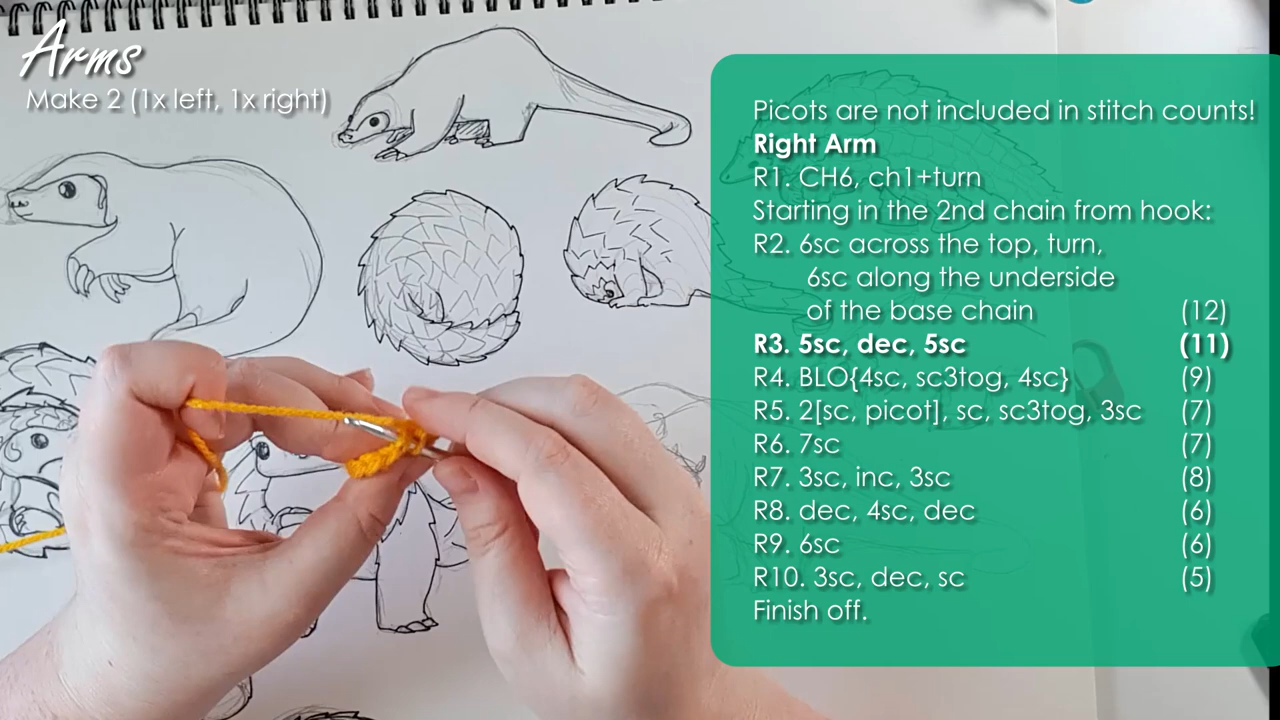 Arms
Make 2 (1x left, 1x right)
Picots are not included in stitch counts!
Right Arm
R1. CH6, ch1+turn
Starting in the 2nd chain from hook:
R2. 6sc across the top, turn,
6sc along the underside
of the base chain (12)
R3. 5sc, dec, 5sc (11)
R4. BLO{4sc, sc3tog, 4sc} (9)
R5. 2[sc, picot], sc, sc3tog, 3sc (7)
R6. 7sc (7)
R7. 3sc, inc, 3sc (8)
R8. dec, 4sc, dec (6)
R9. 6sc (6)
R10. 3sc, dec, sc (5)
Finish off.